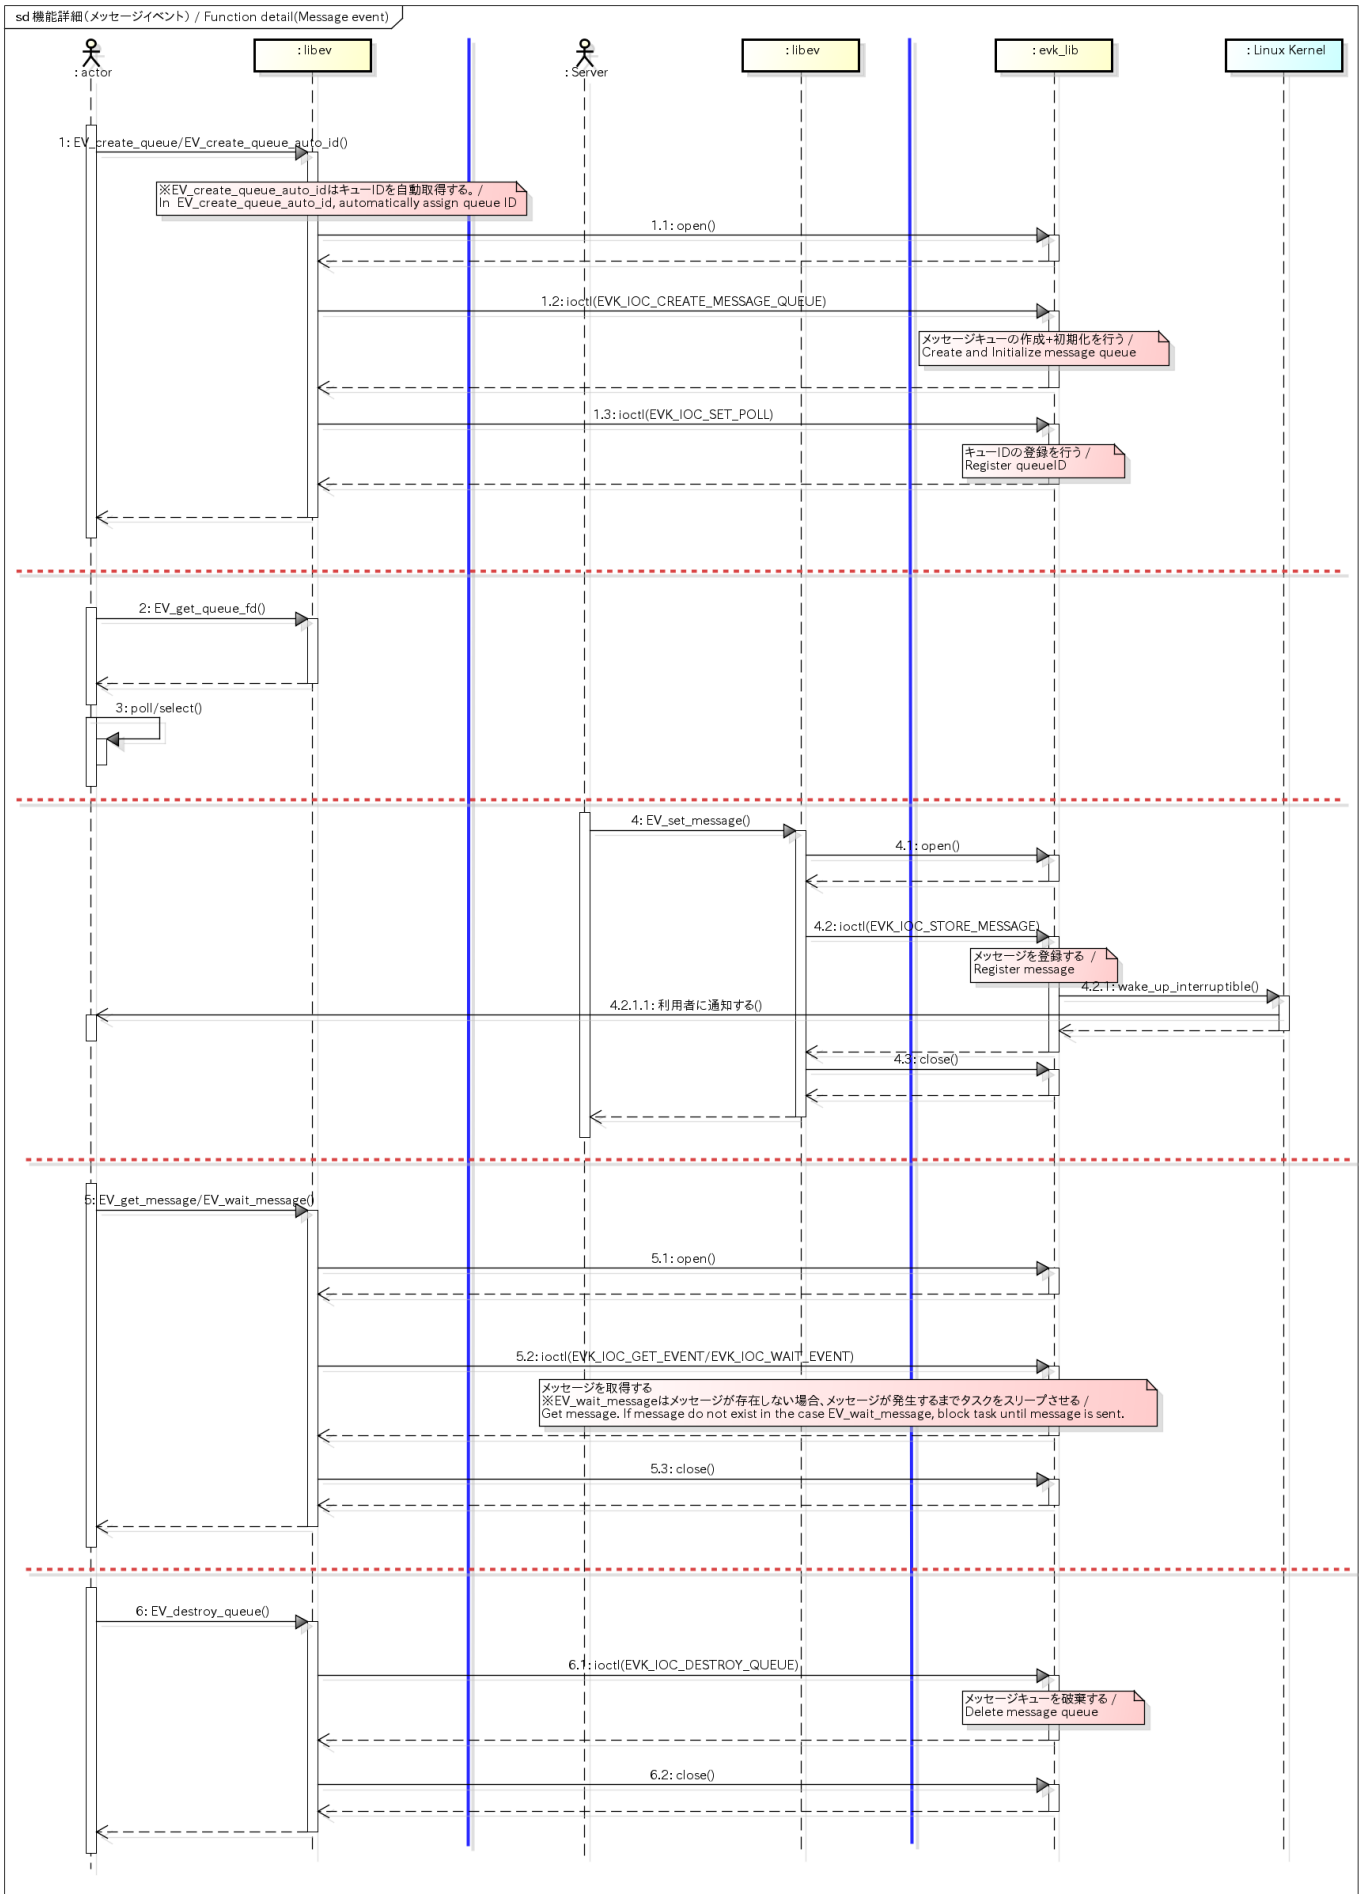 sd 機能詳細(メッセージイベント) / Function detail(Message event)
: actor
: libev
: Server
: libev
: evk_lib
: Linux Kernel
1: EV_create_queue/EV_create_queue_auto_id()
※EV_create_queue_auto_idはキューIDを自動取得する。 /
In EV_create_queue_auto_id, automatically assign queue ID
1.1: open()
1.2: ioctl(EVK_IOC_CREATE_MESSAGE_QUEUE)
メッセージキューの作成+初期化を行う /
Create and Initialize message queue
1.3: ioctl(EVK_IOC_SET_POLL)
キューIDの登録を行う /
Register queueID
2: EV_get_queue_fd()
3: poll/select()
4: EV_set_message()
4.1: open()
4.2: ioctl(EVK_IOC_STORE_MESSAGE)
メッセージを登録する /
Register message
4.2.1: wake_up_interruptible()
4.2.1.1: 利用者に通知する()
4.3: close()
5: EV_get_message/EV_wait_message()
5.1: open()
5.2: ioctl(EVK_IOC_GET_EVENT/EVK_IOC_WAIT_EVENT)
メッセージを取得する
※EV_wait_messageはメッセージが存在しない場合、メッセージが発生するまでタスクをスリープさせる /
Get message. If message do not exist in the case EV_wait_message, block task until message is sent.
5.3: close()
6: EV_destroy_queue()
6.1: ioctl(EVK_IOC_DESTROY_QUEUE)
メッセージキューを破棄する /
Delete message queue
6.2: close()